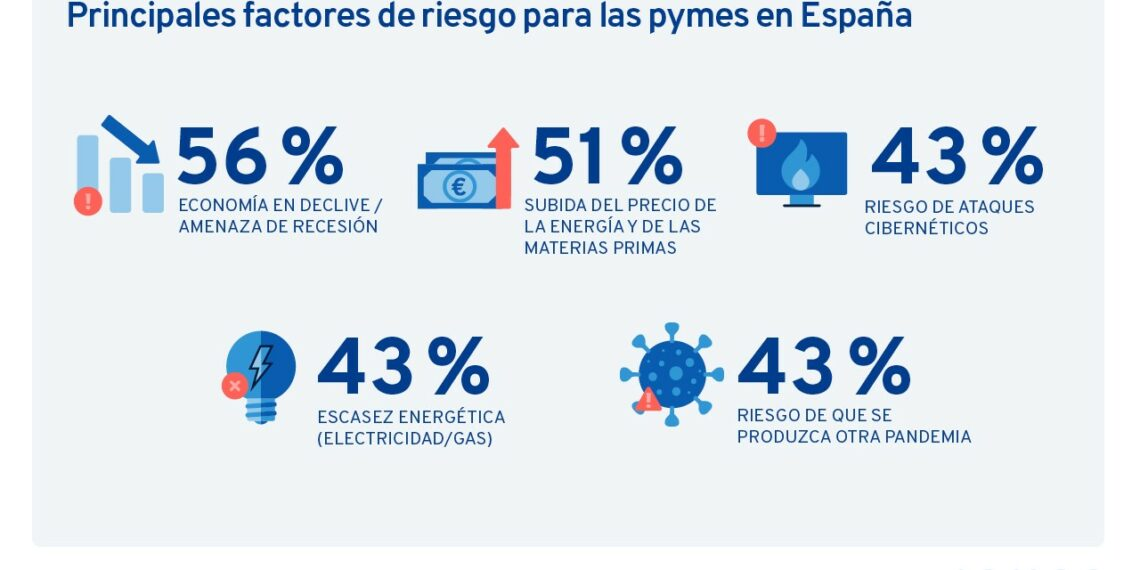 Principales factores de riesgo para las pymes en España
56 %
ECONOMÍA EN DECLIVE /
AMENAZA DE RECESIÓN
51 %
SUBIDA DEL PRECIO DE
LA ENERGÍA Y DE LAS
MATERIAS PRIMAS
43 %
RIESGO DE ATAQUES
CIBERNÉTICOS
43 %
ESCASEZ ENERGÉTICA
(ELECTRICIDAD/GAS)
43 %
RIESGO DE QUE SE
PRODUZCA OTRA PANDEMIA